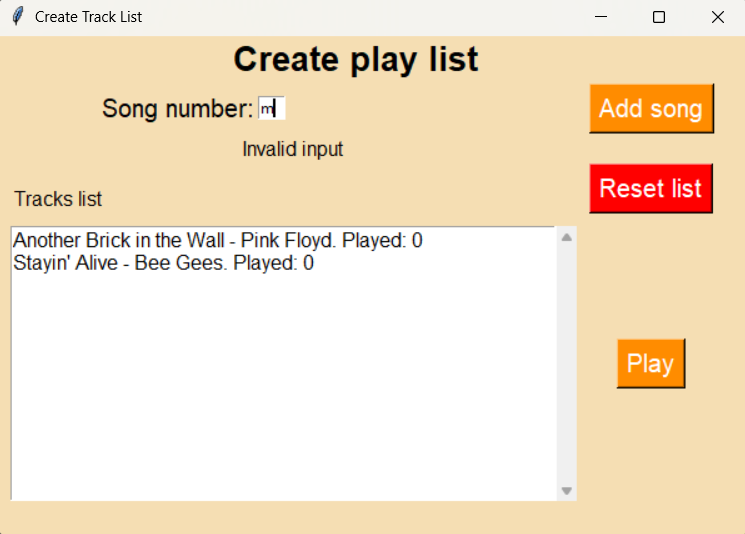 Create Track List
Create play list
Song number: m
Add song
Invalid input
Reset list
Tracks list
Another Brick in the Wall - Pink Floyd. Played: 0
Stayin' Alive - Bee Gees. Played: 0
Play